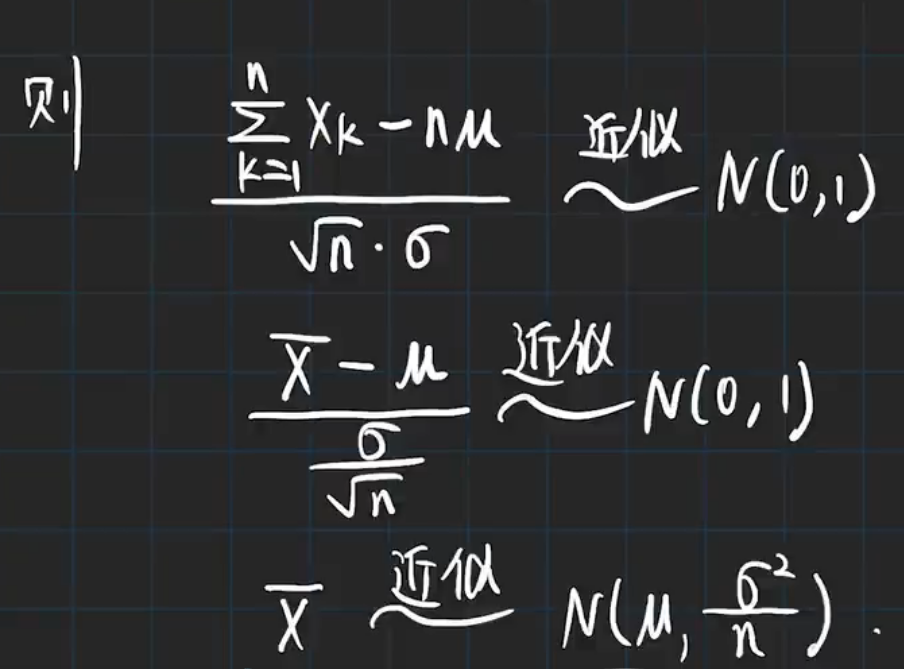 则 \frac{\sum_{k=1}^{n} X_k - n\mu}{\sqrt{n} \cdot \sigma} \overset{近似}{\sim} N(0,1)
\frac{\overline{X} - \mu}{\frac{\sigma}{\sqrt{n}}} \overset{近似}{\sim} N(0,1)
\overline{X} \overset{近似}{\sim} N(\mu, \frac{\sigma^2}{n}).